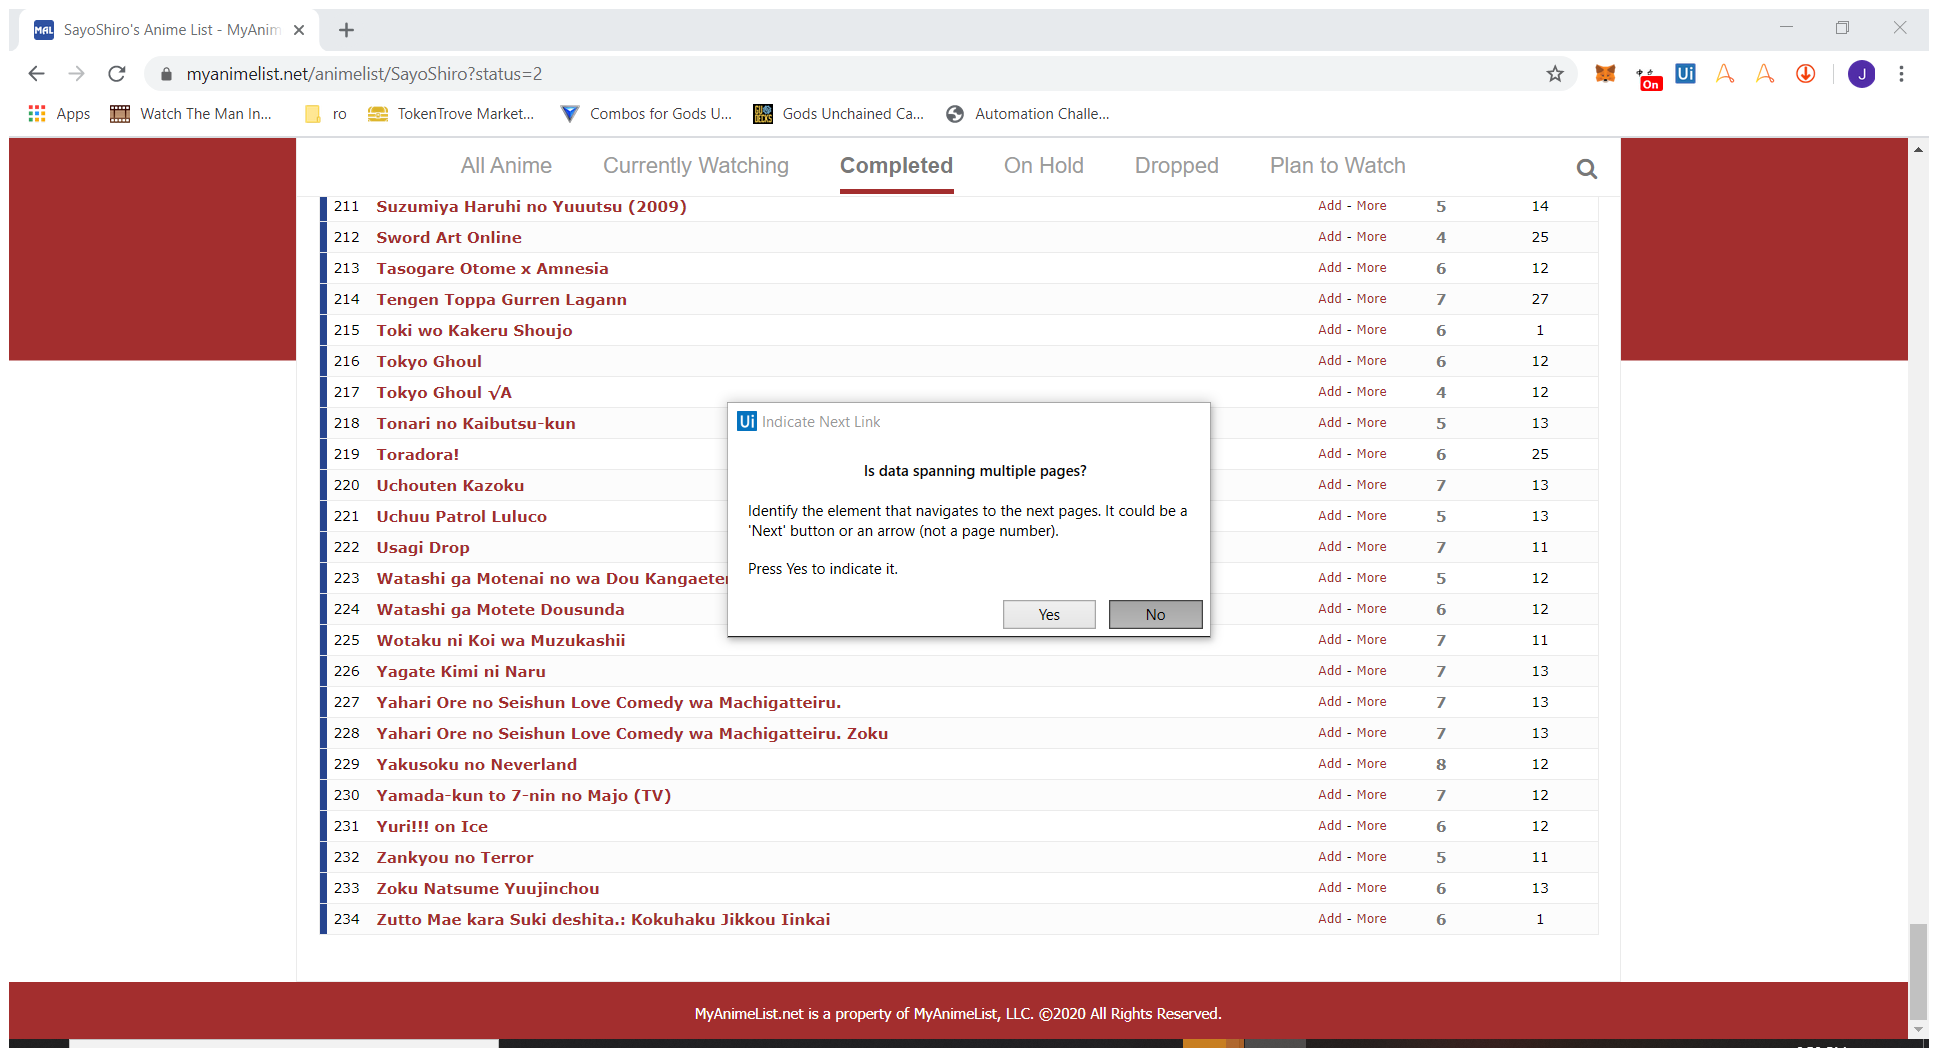 MAL SayoShiro's Anime List - MyAnim
myanimelist.net/animelist/SayoShiro?status=2
On Ui J
Apps Watch The Man In... ro TokenTrove Market... Combos for Gods U... GU DECKS Gods Unchained Ca... Automation Challe...
All Anime Currently Watching Completed On Hold Dropped Plan to Watch
211 Suzumiya Haruhi no Yuuutsu (2009) Add - More 5 14
212 Sword Art Online Add - More 4 25
213 Tasogare Otome x Amnesia Add - More 6 12
214 Tengen Toppa Gurren Lagann Add - More 7 27
215 Toki wo Kakeru Shoujo Add - More 6 1
216 Tokyo Ghoul Add - More 6 12
217 Tokyo Ghoul √A Add - More 4 12
218 Tonari no Kaibutsu-kun Add - More 5 13
219 Toradora! Add - More 6 25
220 Uchouten Kazoku Add - More 7 13
221 Uchuu Patrol Luluco Add - More 5 13
222 Usagi Drop Add - More 7 11
223 Watashi ga Motenai no wa Dou Kangaete Add - More 5 12
224 Watashi ga Motete Dousunda Add - More 6 12
225 Wotaku ni Koi wa Muzukashii Add - More 7 11
226 Yagate Kimi ni Naru Add - More 7 13
227 Yahari Ore no Seishun Love Comedy wa Machigatteiru. Add - More 7 13
228 Yahari Ore no Seishun Love Comedy wa Machigatteiru. Zoku Add - More 7 13
229 Yakusoku no Neverland Add - More 8 12
230 Yamada-kun to 7-nin no Majo (TV) Add - More 7 12
231 Yuri!!! on Ice Add - More 6 12
232 Zankyou no Terror Add - More 5 11
233 Zoku Natsume Yuujinchou Add - More 6 13
234 Zutto Mae kara Suki deshita.: Kokuhaku Jikkou Iinkai Add - More 6 1
Ui Indicate Next Link
Is data spanning multiple pages?
Identify the element that navigates to the next pages. It could be a
'Next' button or an arrow (not a page number).
Press Yes to indicate it.
Yes No
MyAnimeList.net is a property of MyAnimeList, LLC. ©2020 All Rights Reserved.